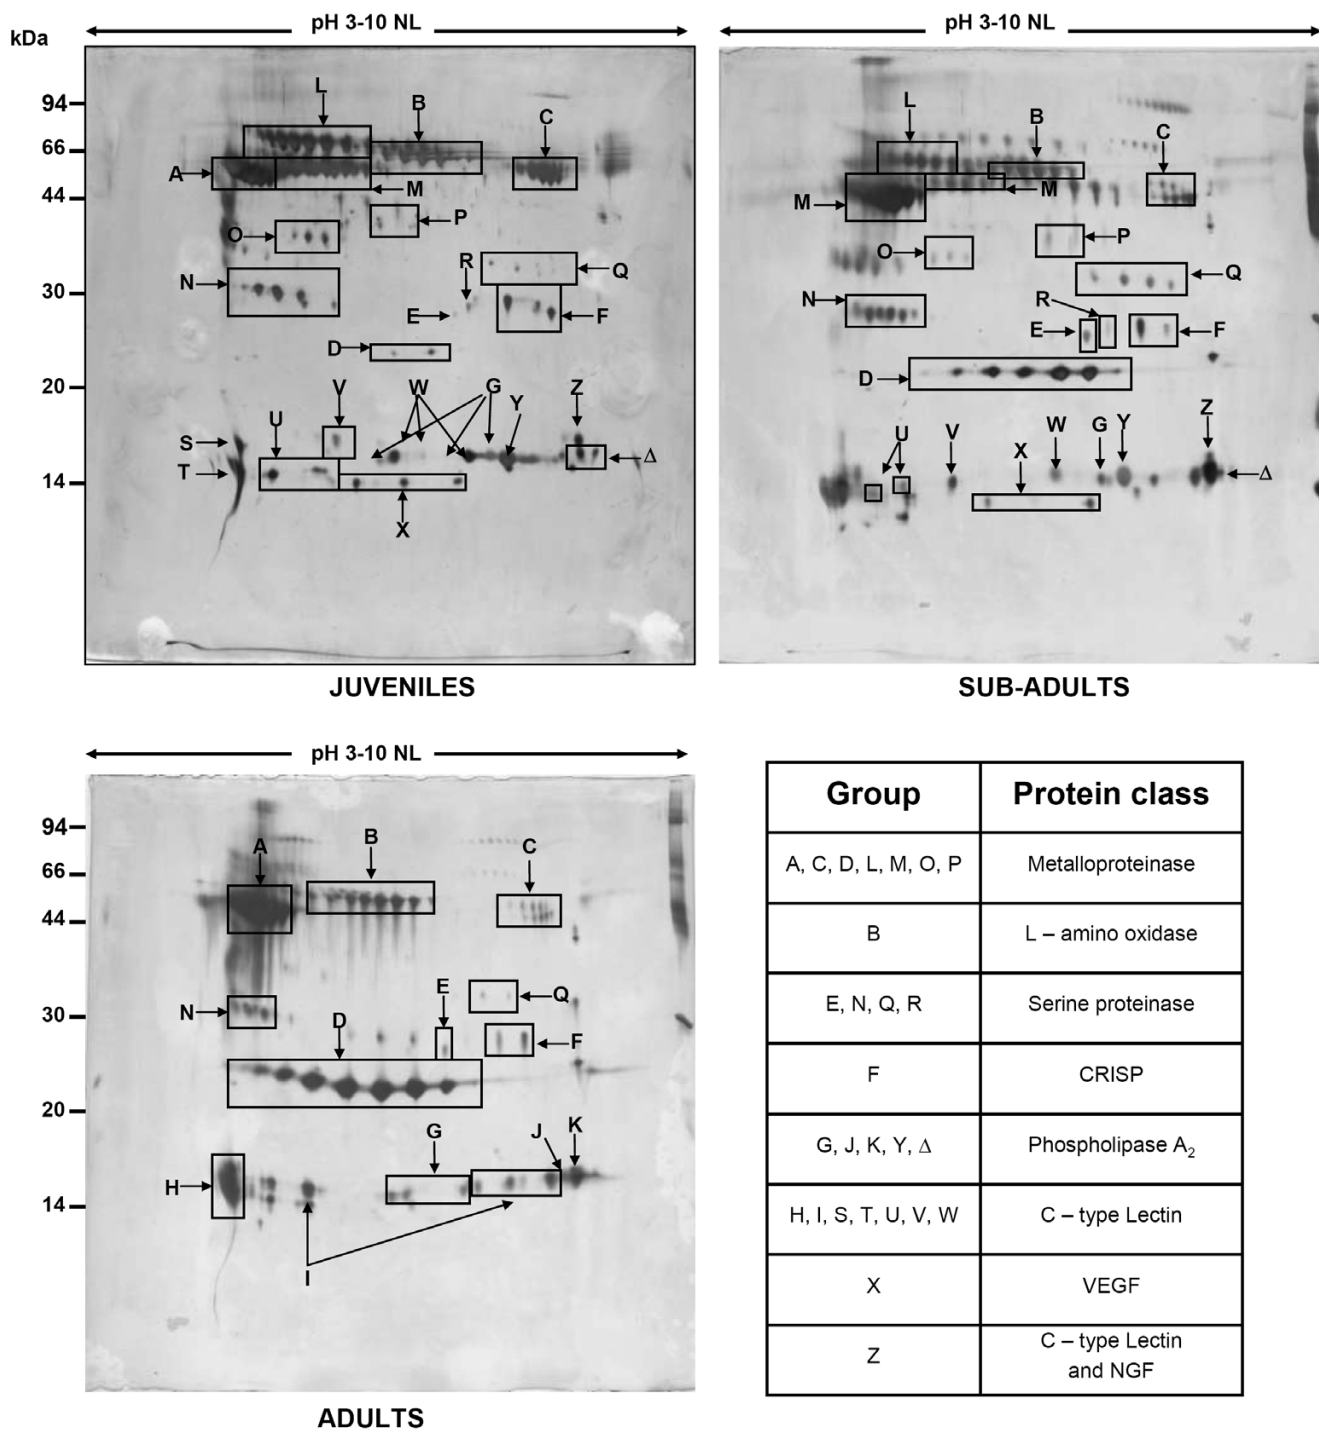 pH 3-10 NL
pH 3-10 NL
kDa
94
66
44
30
20
14
L
B
C
A
M
P
O
R
Q
N
E
F
D
V
W
G
Z
Y
U
S
T
Δ
X
JUVENILES
L
B
C
M
M
O
P
Q
N
R
E
F
D
U
V
W
G
Y
Z
X
Δ
SUB-ADULTS
pH 3-10 NL
94
66
44
30
20
14
A
B
C
N
E
Q
D
F
G
J
K
H
I
ADULTS
Group Protein class
A, C, D, L, M, O, P Metalloproteinase
B L – amino oxidase
E, N, Q, R Serine proteinase
F CRISP
G, J, K, Y, Δ Phospholipase A₂
H, I, S, T, U, V, W C – type Lectin
X VEGF
Z C – type Lectin
and NGF